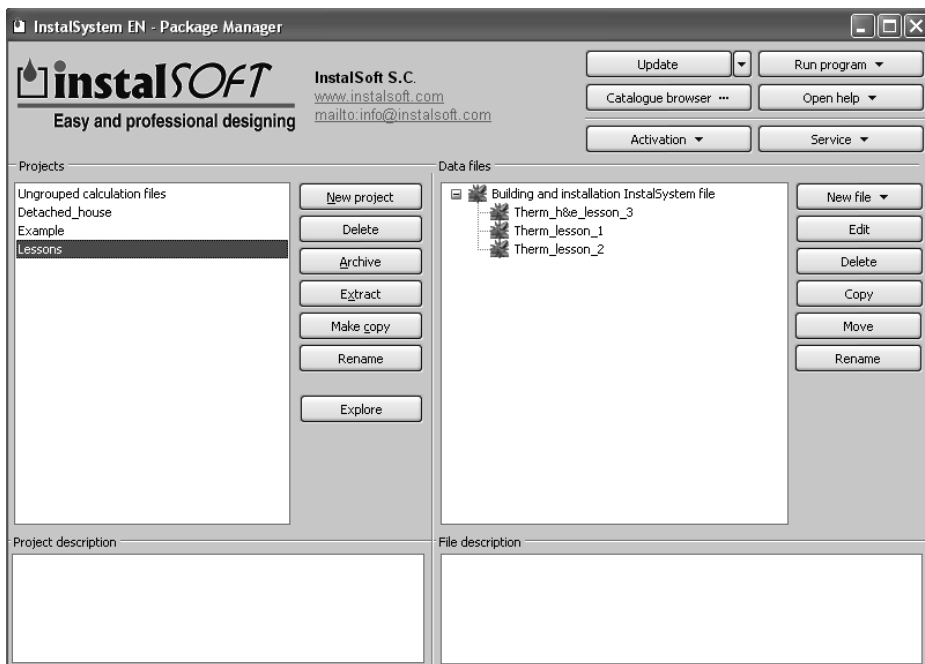 InstalSystem EN - Package Manager
instalSOFT
Easy and professional designing
InstalSoft S.C.
www.instalsoft.com
mailto:info@instalsoft.com
Update
Run program
Catalogue browser ...
Open help
Activation
Service
Projects
Ungrouped calculation files
Detached_house
Example
Lessons
New project
Delete
Archive
Extract
Make copy
Rename
Explore
Data files
Building and installation InstalSystem file
Therm_h&e_lesson_3
Therm_lesson_1
Therm_lesson_2
New file
Edit
Delete
Copy
Move
Rename
Project description
File description